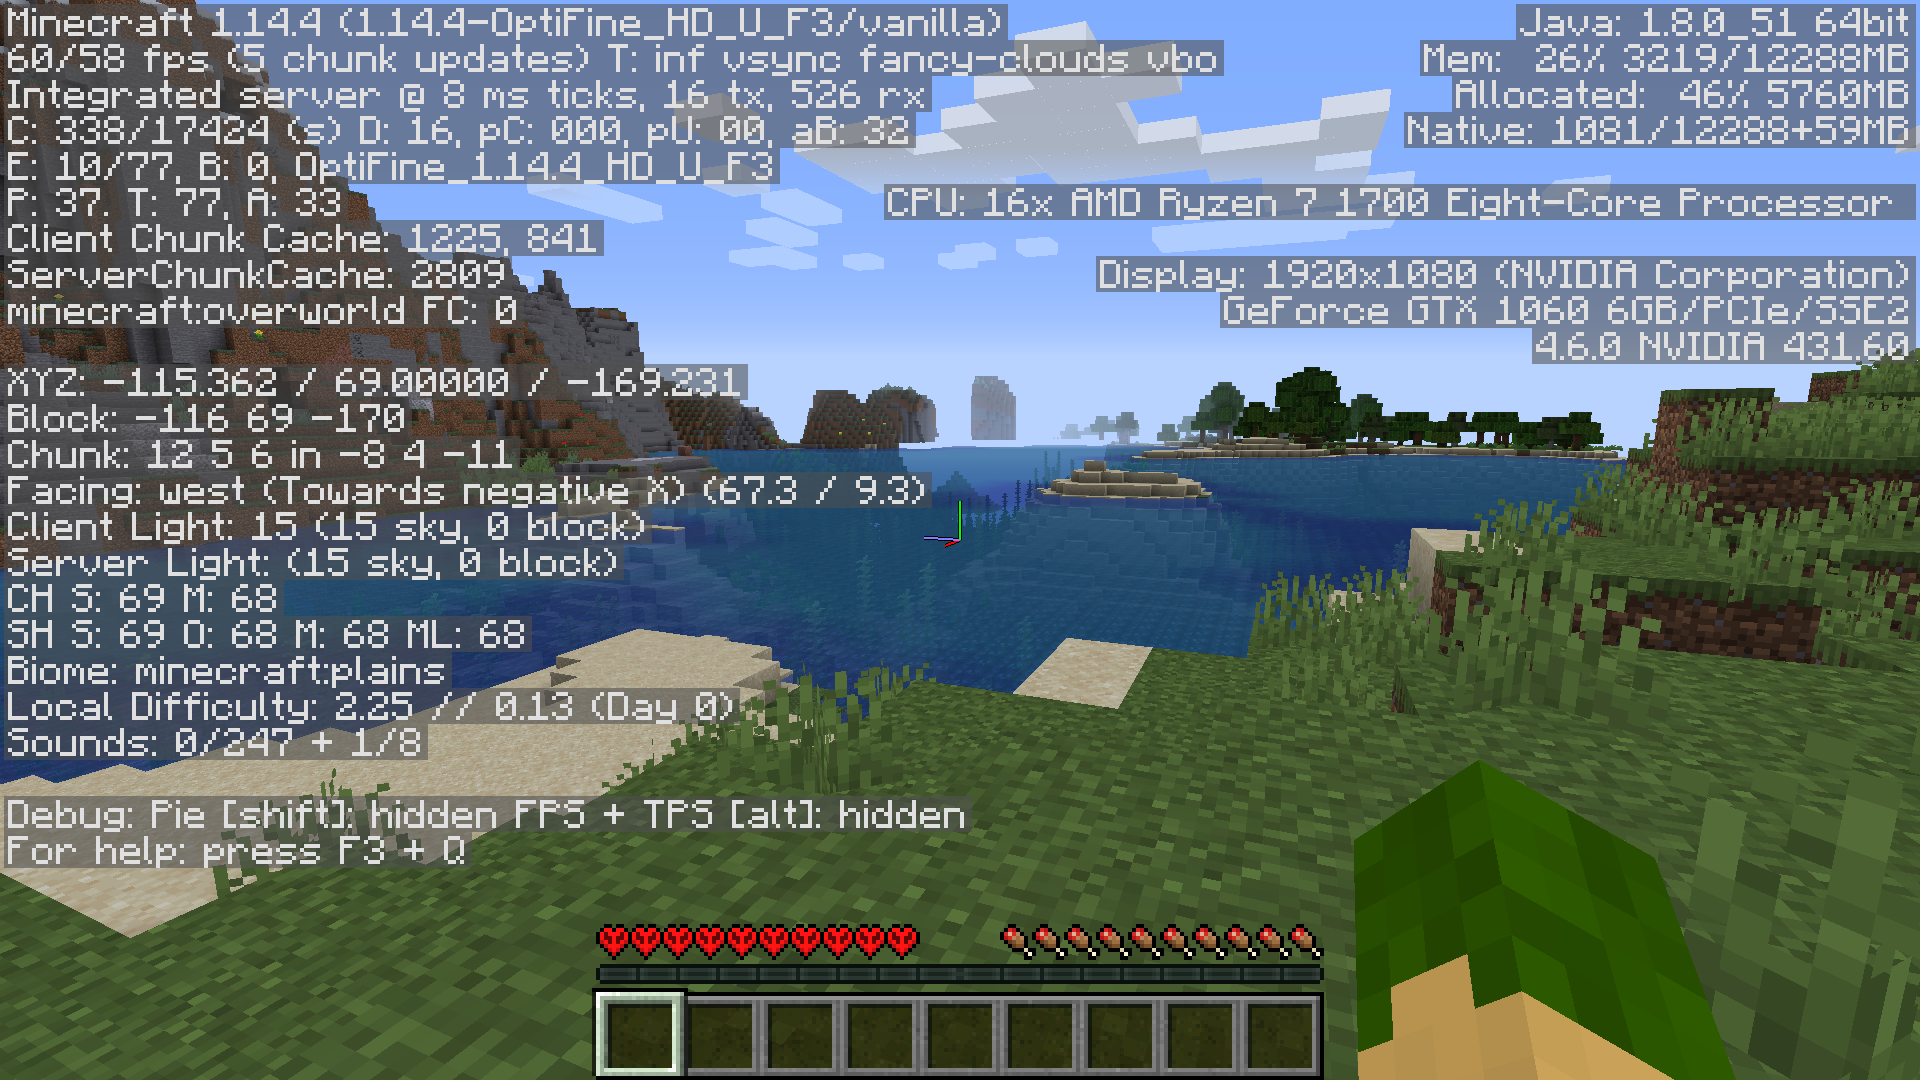 Minecraft 1.14.4 (1.14.4-OptiFine_HD_U_F3/vanilla)
60/58 fps (5 chunk updates) T: inf vsync fancy-clouds vbo
Integrated server @ 8 ms ticks, 16 tx, 526 rx
C: 338/17424 (s) D: 16, pC: 000, pU: 00, aB: 32
E: 10/77, B: 0, OptiFine_1.14.4_HD_U_F3
P: 37. T: 77, A: 33
Client Chunk Cache: 1225, 841
ServerChunkCache: 2809
minecraft:overworld FC: 0
XYZ: -115.362 / 69.00000 / -169.231
Block: -116 69 -170
Chunk: 12 5 6 in -8 4 -11
Facing: west (Towards negative X) (67.3 / 9.3)
Client Light: 15 (15 sky, 0 block)
Server Light: (15 sky, 0 block)
CH S: 69 M: 68
SH S: 69 O: 68 M: 68 ML: 68
Biome: minecraft:plains
Local Difficulty: 2.25 // 0.13 (Day 0)
Sounds: 0/247 + 1/8
Debug: Pie [shift]: hidden FPS + TPS [alt]: hidden
For help: press F3 + Q
Java: 1.8.0_51 64bit
Mem: 26% 3219/12288MB
Allocated: 46% 5760MB
Native: 1081/12288+59MB
CPU: 16x AMD Ryzen 7 1700 Eight-Core Processor
Display: 1920x1080 (NVIDIA Corporation)
GeForce GTX 1060 6GB/PCIe/SSE2
4.6.0 NVIDIA 431.60